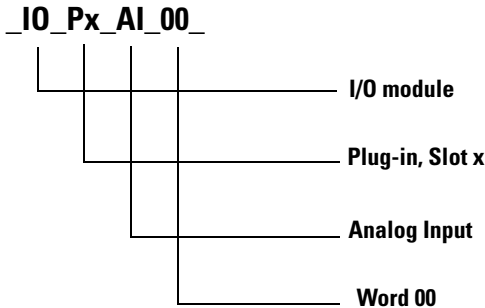 _IO_Px_AI_00_
I/O module
Plug-in, Slot x
Analog Input
Word 00